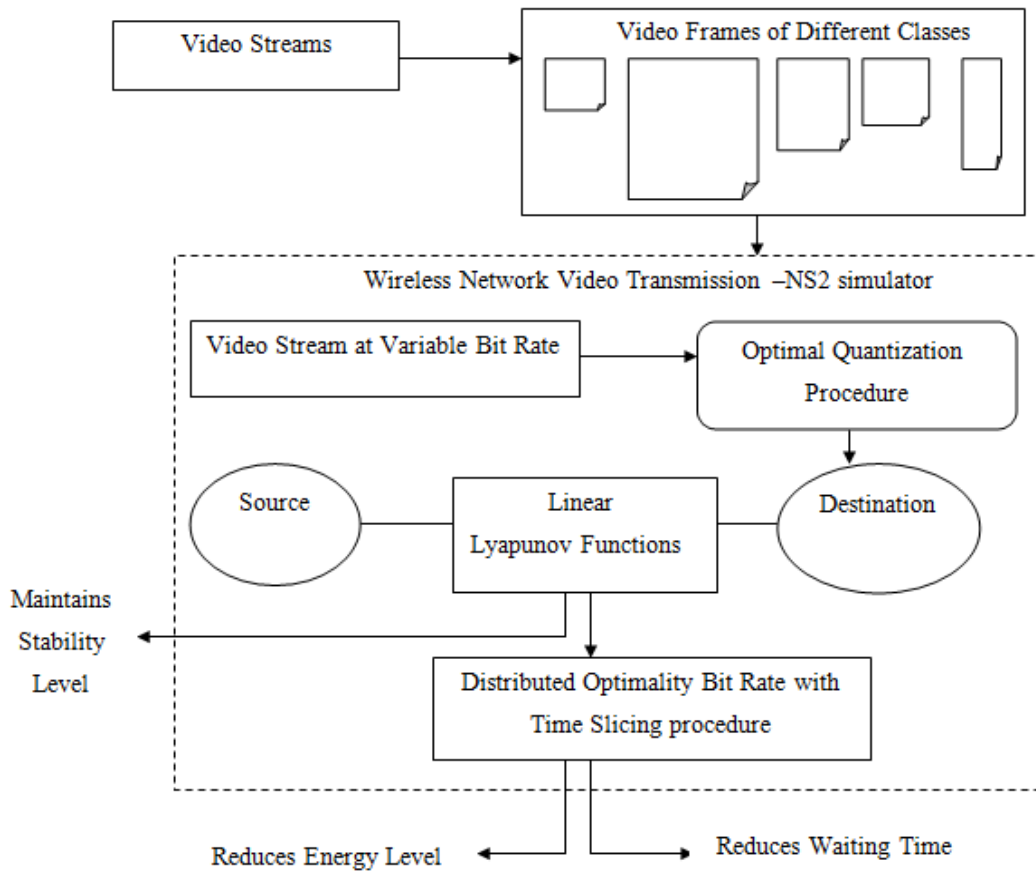 Video Streams
Video Frames of Different Classes
Wireless Network Video Transmission –NS2 simulator
Video Stream at Variable Bit Rate
Optimal Quantization
Procedure
Source
Linear
Lyapunov Functions
Destination
Maintains
Stability
Level
Distributed Optimality Bit Rate with
Time Slicing procedure
Reduces Energy Level
Reduces Waiting Time